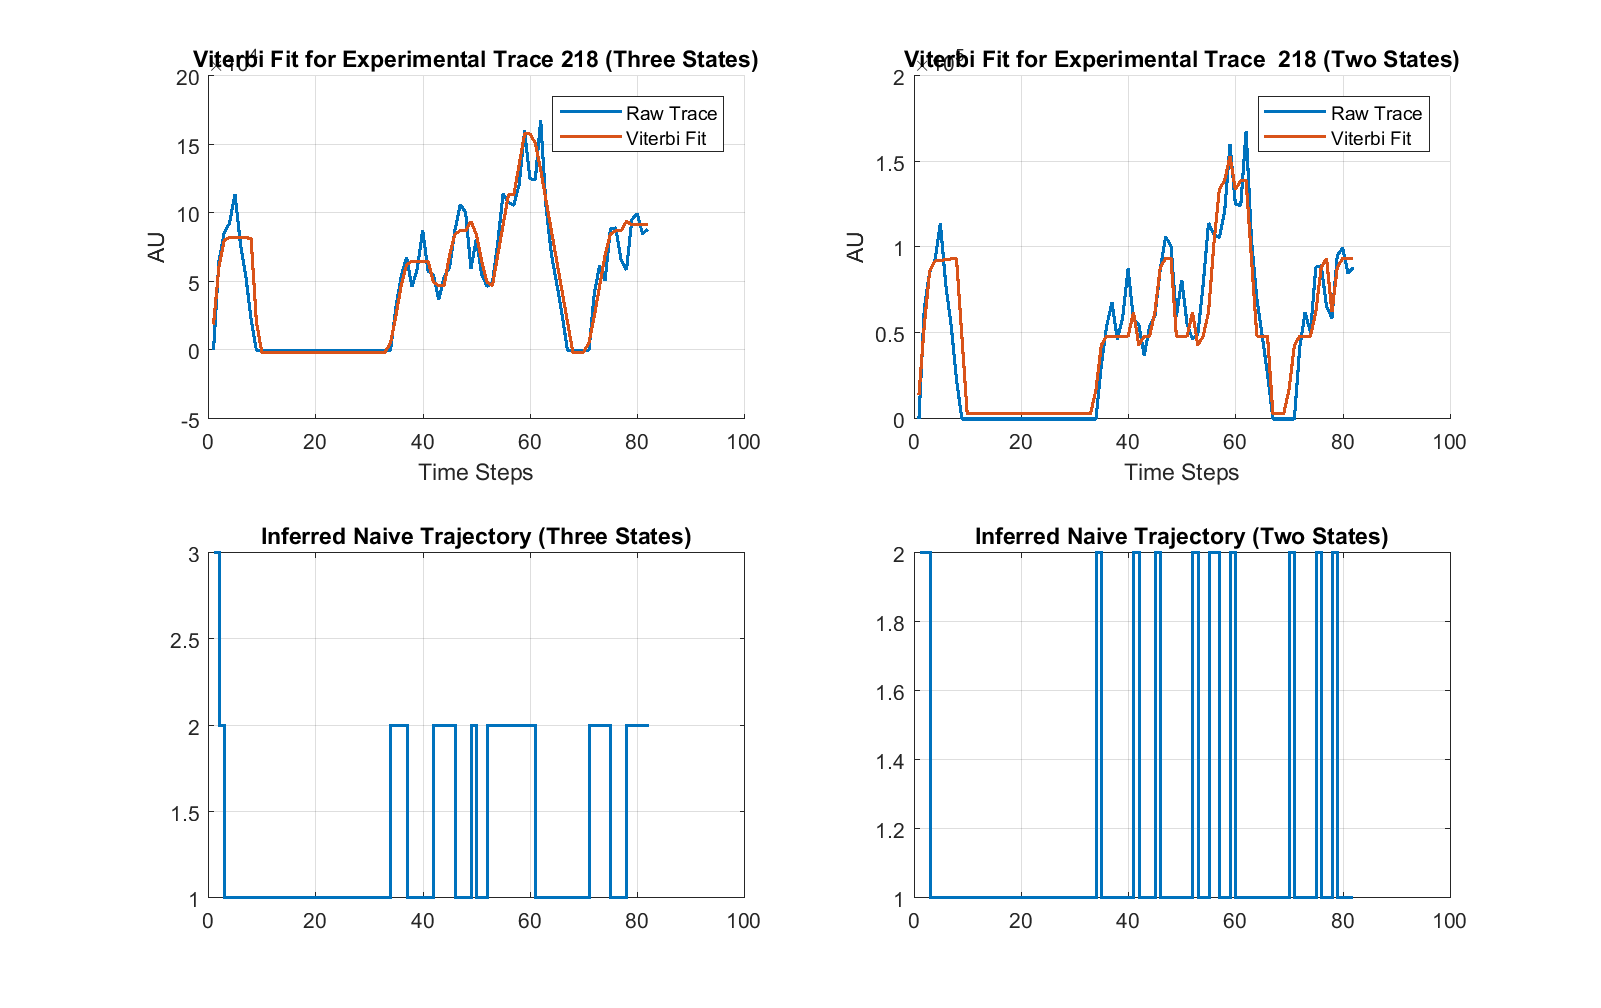 Viterbi Fit for Experimental Trace 218 (Three States)
20
15
10
5
0
-5
AU
Raw Trace
Viterbi Fit
0 20 40 60 80 100
Time Steps
Viterbi Fit for Experimental Trace 218 (Two States)
2
1.5
1
0.5
0
AU
Raw Trace
Viterbi Fit
0 20 40 60 80 100
Time Steps
Inferred Naive Trajectory (Three States)
3
2.5
2
1.5
1
0 20 40 60 80 100
Inferred Naive Trajectory (Two States)
2
1.8
1.6
1.4
1.2
1
0 20 40 60 80 100